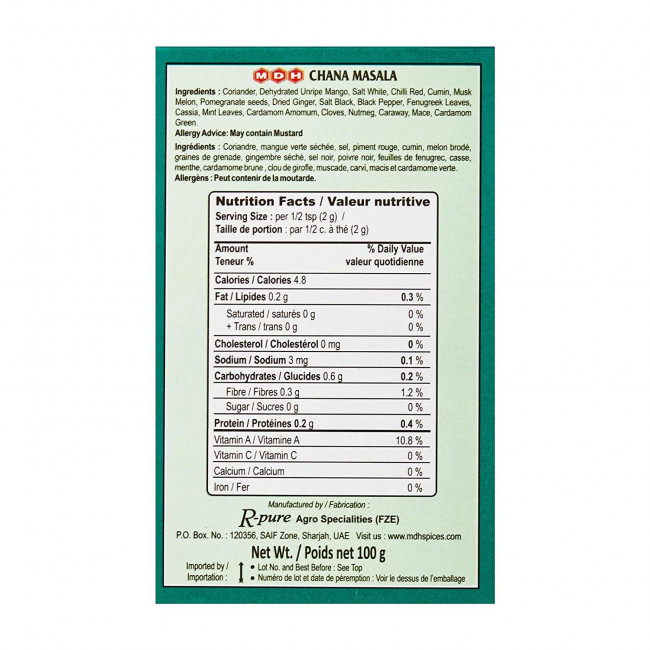 MDH CHANA MASALA
Ingredients : Coriander, Dehydrated Unripe Mango, Salt White, Chilli Red, Cumin, Musk
Melon, Pomegranate seeds, Dried Ginger, Salt Black, Black Pepper, Fenugreek Leaves,
Cassia, Mint Leaves, Cardamom Amomum, Cloves, Nutmeg, Caraway, Mace, Cardamom
Green.
Allergy Advice: May contain Mustard
Ingrédients : Coriandre, mangue verte séchée, sel, piment rouge, cumin, melon brodé,
graines de grenade, gingembre séché, sel noir, poivre noir, feuilles de fenugrec, casse,
menthe, cardamome brune , clou de girofle, muscade, carvi, macis et cardamome verte.
Allergèns : Peut contenir de la moutarde.
Nutrition Facts / Valeur nutritive
Serving Size : per 1/2 tsp (2 g) /
Taille de portion : par 1/2 c. à thé (2 g)
Amount % Daily Value
Teneur % valeur quotidienne
Calories / Calories 4.8
Fat / Lipides 0.2 g 0.3 %
Saturated / saturés 0 g 0 %
+ Trans / trans 0 g 0 %
Cholesterol / Cholestérol 0 mg 0 %
Sodium / Sodium 3 mg 0.1 %
Carbohydrates / Glucides 0.6 g 0.2 %
Fibre / Fibres 0.3 g 1.2 %
Sugar / Sucres 0 g 0 %
Protein / Protéines 0.2 g 0.4 %
Vitamin A / Vitamine A 10.8 %
Vitamin C / Vitamin C 0 %
Calcium / Calcium 0 %
Iron / Fer 0 %
Manufactured by / Fabrication :
R-pure Agro Specialities (FZE)
P.O. Box. No. : 120356, SAIF Zone, Sharjah, UAE Visit us : www.mdhspices.com
Net Wt. / Poids net 100 g
Imported by / • Lot No. and Best Before : See Top
Importation : • Numéro de lot et date de péremption : Voir le dessus de l'emballage